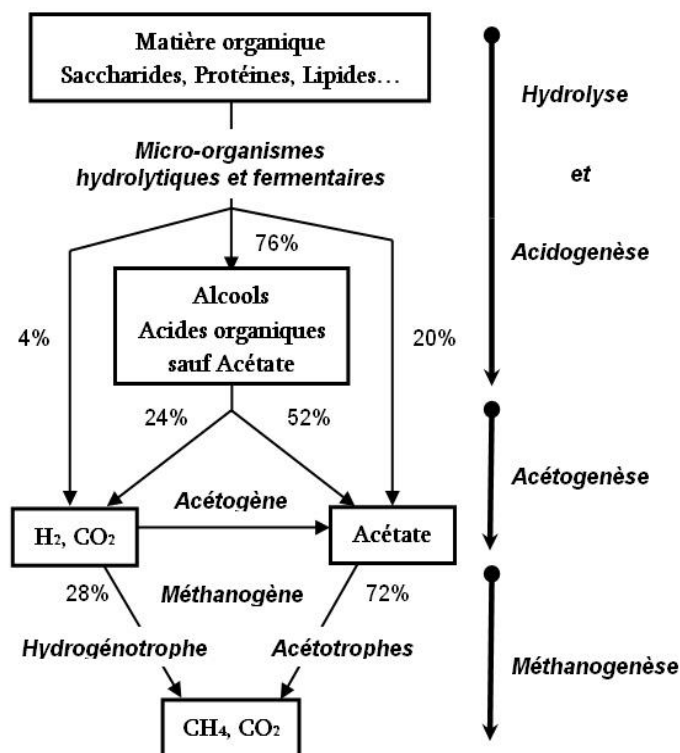 Matière organique
Saccharides, Protéines, Lipides…
Hydrolyse
Micro-organismes
hydrolytiques et fermentaires
et
76%
Acidogenèse
Alcools
Acides organiques
sauf Acétate
4%
20%
24%
52%
Acétogène
Acétogenèse
H₂, CO₂
Acétate
28%
Méthanogène
72%
Hydrogénotrophe
Acétotrophes
Méthanogenèse
CH₄, CO₂